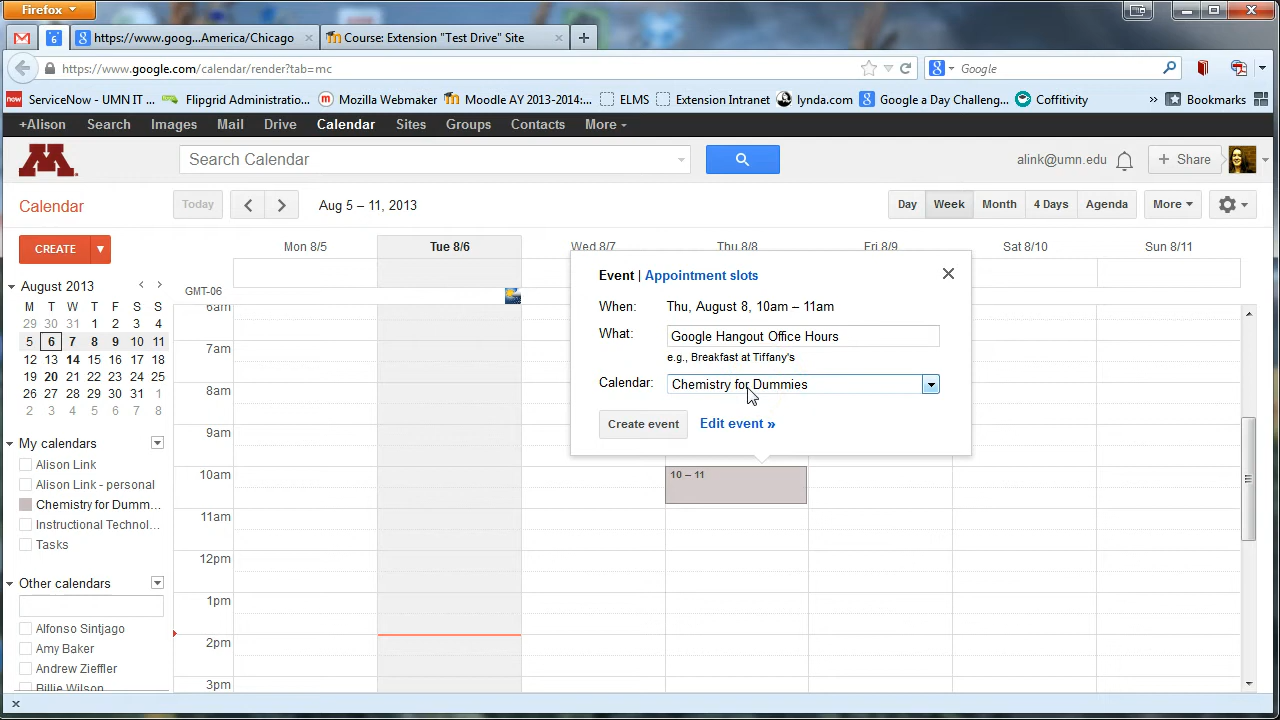 Firefox
https://www.goog...America/Chicago
Course: Extension "Test Drive" Site
https://www.google.com/calendar/render?tab=mc
Google
ServiceNow - UMN IT ...
Flipgrid Administratio...
Mozilla Webmaker
Moodle AY 2013-2014:...
ELMS
Extension Intranet
lynda.com
Google a Day Challeng...
Coffitivity
»
Bookmarks
+Alison
Search
Images
Mail
Drive
Calendar
Sites
Groups
Contacts
More
Search Calendar
alink@umn.edu
+ Share
Calendar
Today
Aug 5 – 11, 2013
Day
Week
Month
4 Days
Agenda
More
CREATE
Mon 8/5
Tue 8/6
Wed 8/7
Thu 8/8
Fri 8/9
Sat 8/10
Sun 8/11
GMT-06
August 2013
M T W T F S S
29 30 31 1 2 3 4
5 6 7 8 9 10 11
12 13 14 15 16 17 18
19 20 21 22 23 24 25
26 27 28 29 30 31 1
2 3 4 5 6 7 8
My calendars
Alison Link
Alison Link - personal
Chemistry for Dumm...
Instructional Technol...
Tasks
Other calendars
Alfonso Sintjago
Amy Baker
Andrew Zieffler
Billie Wilson
6am
7am
8am
9am
10am
11am
12pm
1pm
2pm
3pm
Event | Appointment slots
When: Thu, August 8, 10am – 11am
What: Google Hangout Office Hours
e.g., Breakfast at Tiffany's
Calendar: Chemistry for Dummies
Create event
Edit event »
10 – 11